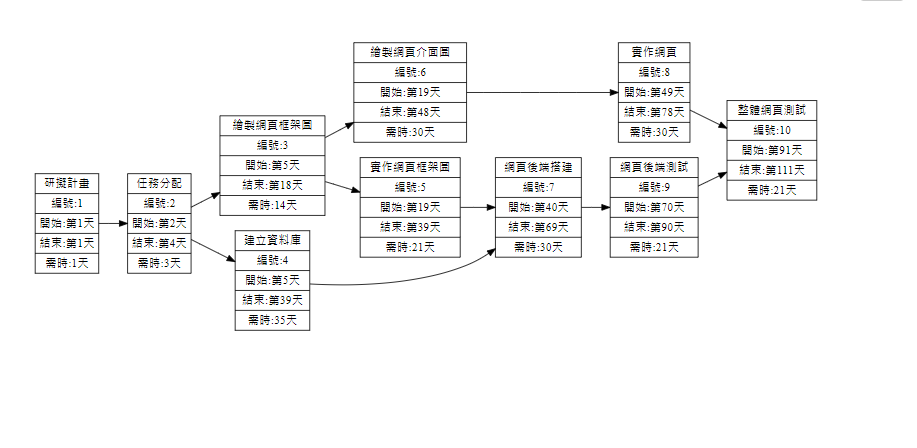 研擬計畫
編號:1
開始:第1天
結束:第1天
需時:1天
任務分配
編號:2
開始:第2天
結束:第4天
需時:3天
繪製網頁框架圖
編號:3
開始:第5天
結束:第18天
需時:14天
建立資料庫
編號:4
開始:第5天
結束:第39天
需時:35天
實作網頁框架圖
編號:5
開始:第19天
結束:第39天
需時:21天
繪製網頁介面圖
編號:6
開始:第19天
結束:第48天
需時:30天
網頁後端搭建
編號:7
開始:第40天
結束:第69天
需時:30天
實作網頁
編號:8
開始:第49天
結束:第78天
需時:30天
網頁後端測試
編號:9
開始:第70天
結束:第90天
需時:21天
整體網頁測試
編號:10
開始:第91天
結束:第111天
需時:21天